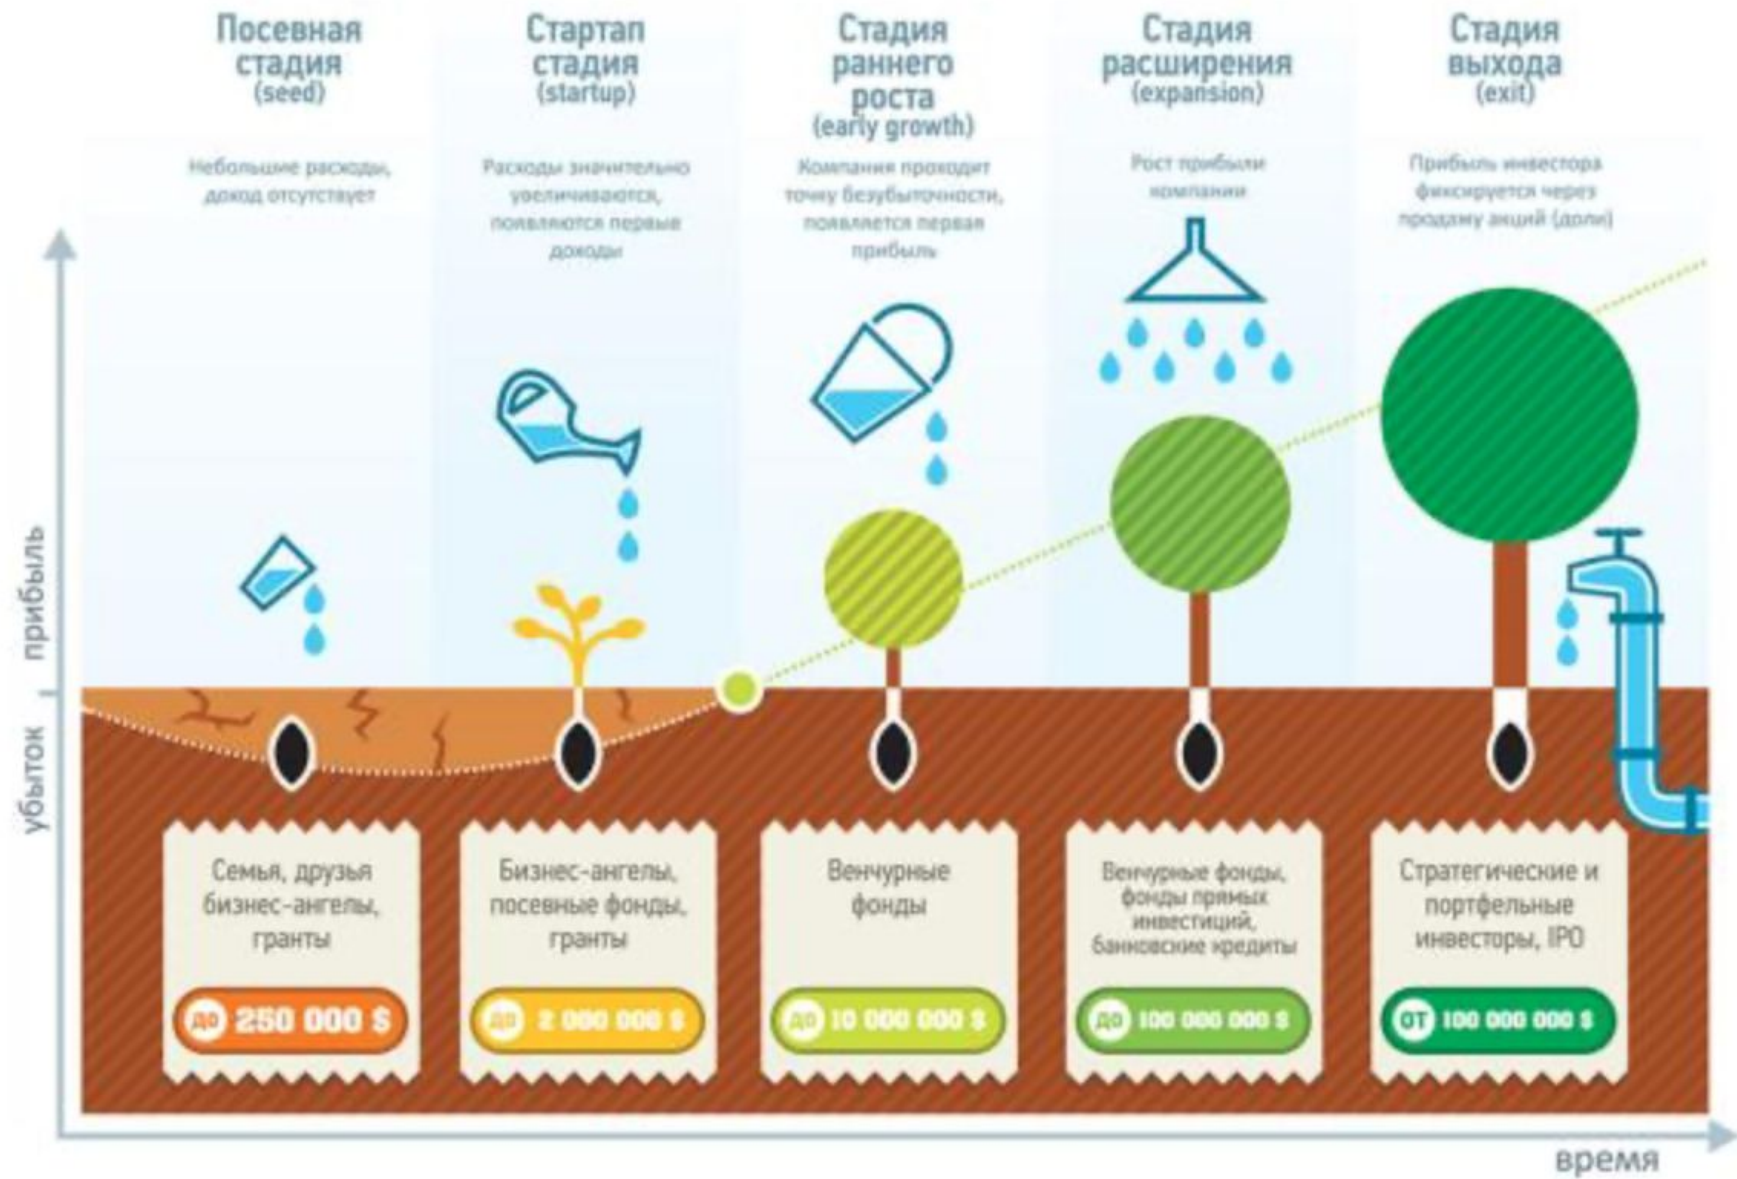 Посевная
стадия
(seed)
Небольшие расходы,
доход отсутствует
Стартап
стадия
(startup)
Расходы значительно
увеличиваются,
появляются первые
доходы
Стадия
раннего
роста
(early growth)
Компания проходит
точку безубыточности,
появляется первая
прибыль
Стадия
расширения
(expansion)
Рост прибыли
компании
Стадия
выхода
(exit)
Прибыль инвестора
фиксируется через
продажу акций (доли)
прибыль
убыток
Семья, друзья
бизнес-ангелы,
гранты
до 250 000 $
Бизнес-ангелы,
посевные фонды,
гранты
до 2 000 000 $
Венчурные
фонды
до 10 000 000 $
Венчурные фонды,
фонды прямых
инвестиций,
банковские кредиты
до 100 000 000 $
Стратегические и
портфельные
инвесторы, IPO
от 100 000 000 $
время